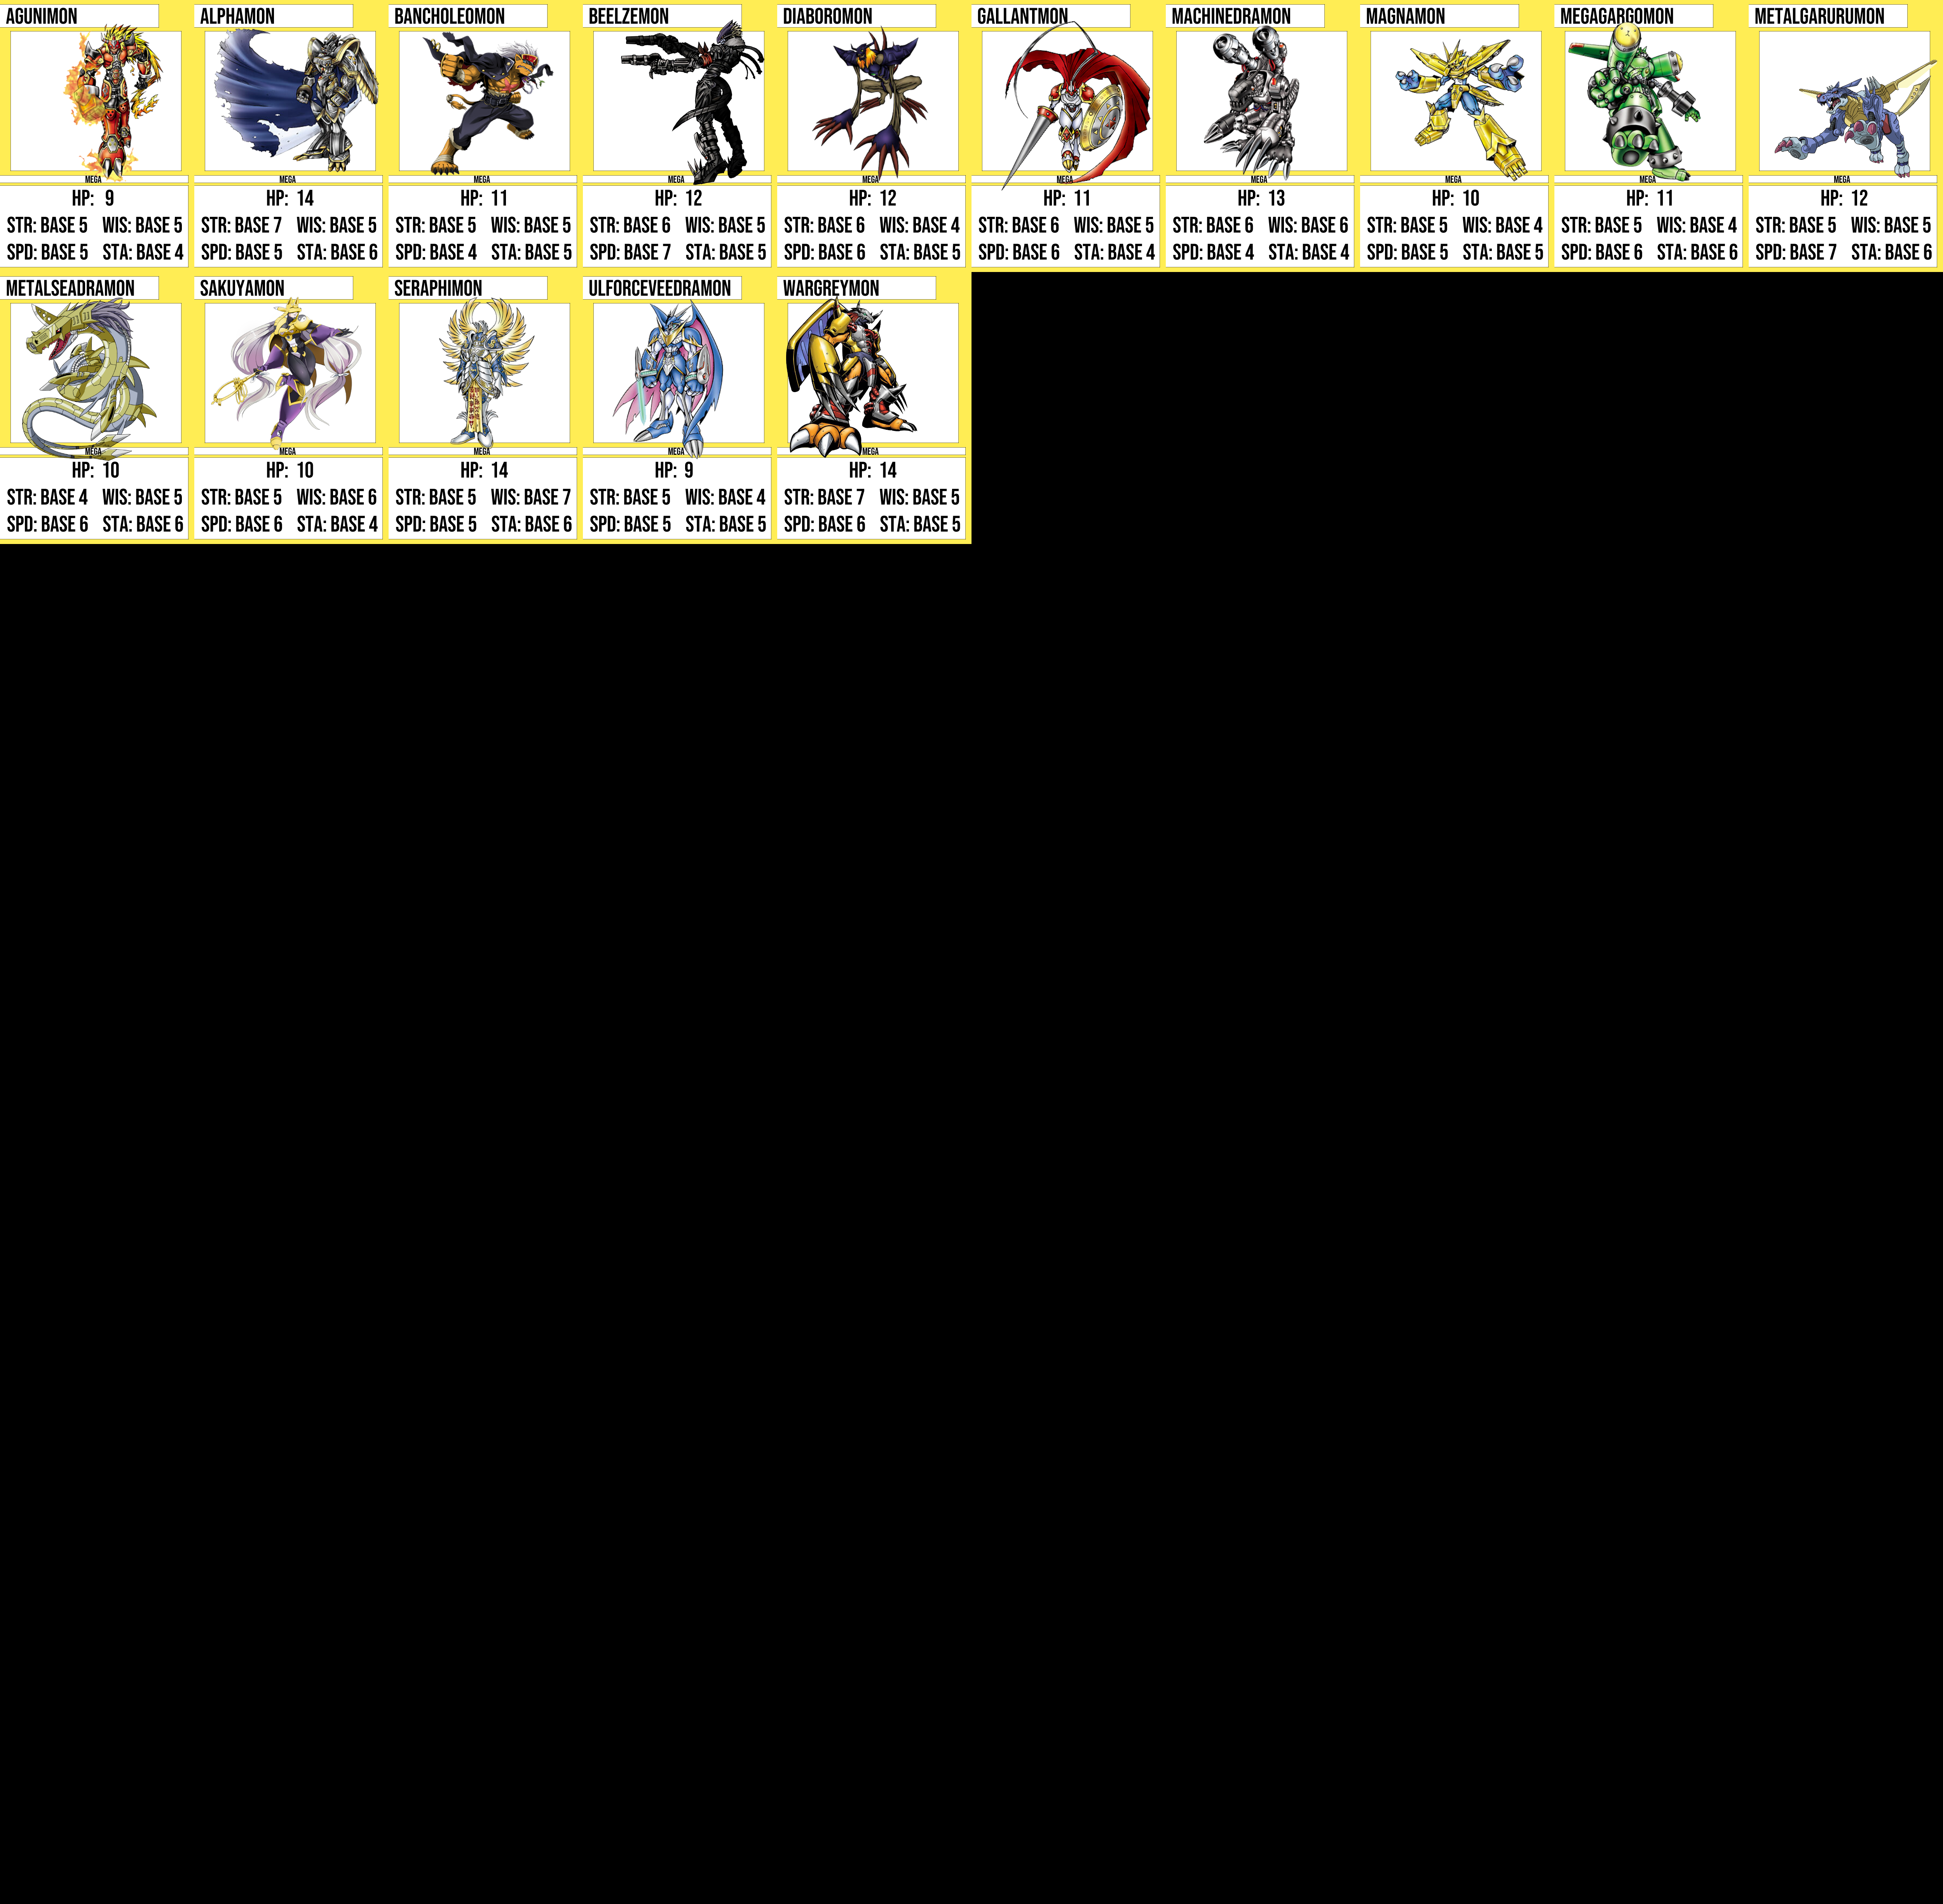 AGUNIMON
MEGA
HP: 9
STR: BASE 5 WIS: BASE 5
SPD: BASE 5 STA: BASE 4
ALPHAMON
MEGA
HP: 14
STR: BASE 7 WIS: BASE 5
SPD: BASE 5 STA: BASE 6
BANCHOLEOMON
MEGA
HP: 11
STR: BASE 5 WIS: BASE 5
SPD: BASE 4 STA: BASE 5
BEELZEMON
MEGA
HP: 12
STR: BASE 6 WIS: BASE 5
SPD: BASE 7 STA: BASE 5
DIABOROMON
MEGA
HP: 12
STR: BASE 6 WIS: BASE 4
SPD: BASE 6 STA: BASE 5
GALLANTMON
MEGA
HP: 11
STR: BASE 6 WIS: BASE 5
SPD: BASE 6 STA: BASE 4
MACHINEDRAMON
MEGA
HP: 13
STR: BASE 6 WIS: BASE 6
SPD: BASE 4 STA: BASE 4
MAGNAMON
MEGA
HP: 10
STR: BASE 5 WIS: BASE 4
SPD: BASE 5 STA: BASE 5
MEGAGARGOMON
MEGA
HP: 11
STR: BASE 5 WIS: BASE 4
SPD: BASE 6 STA: BASE 6
METALGARURUMON
MEGA
HP: 12
STR: BASE 5 WIS: BASE 5
SPD: BASE 7 STA: BASE 6
METALSEADRAMON
MEGA
HP: 10
STR: BASE 4 WIS: BASE 5
SPD: BASE 6 STA: BASE 6
SAKUYAMON
MEGA
HP: 10
STR: BASE 5 WIS: BASE 6
SPD: BASE 6 STA: BASE 4
SERAPHIMON
MEGA
HP: 14
STR: BASE 5 WIS: BASE 7
SPD: BASE 5 STA: BASE 6
ULFORCEVEEDRAMON
MEGA
HP: 9
STR: BASE 5 WIS: BASE 4
SPD: BASE 5 STA: BASE 5
WARGREYMON
MEGA
HP: 14
STR: BASE 7 WIS: BASE 5
SPD: BASE 6 STA: BASE 5